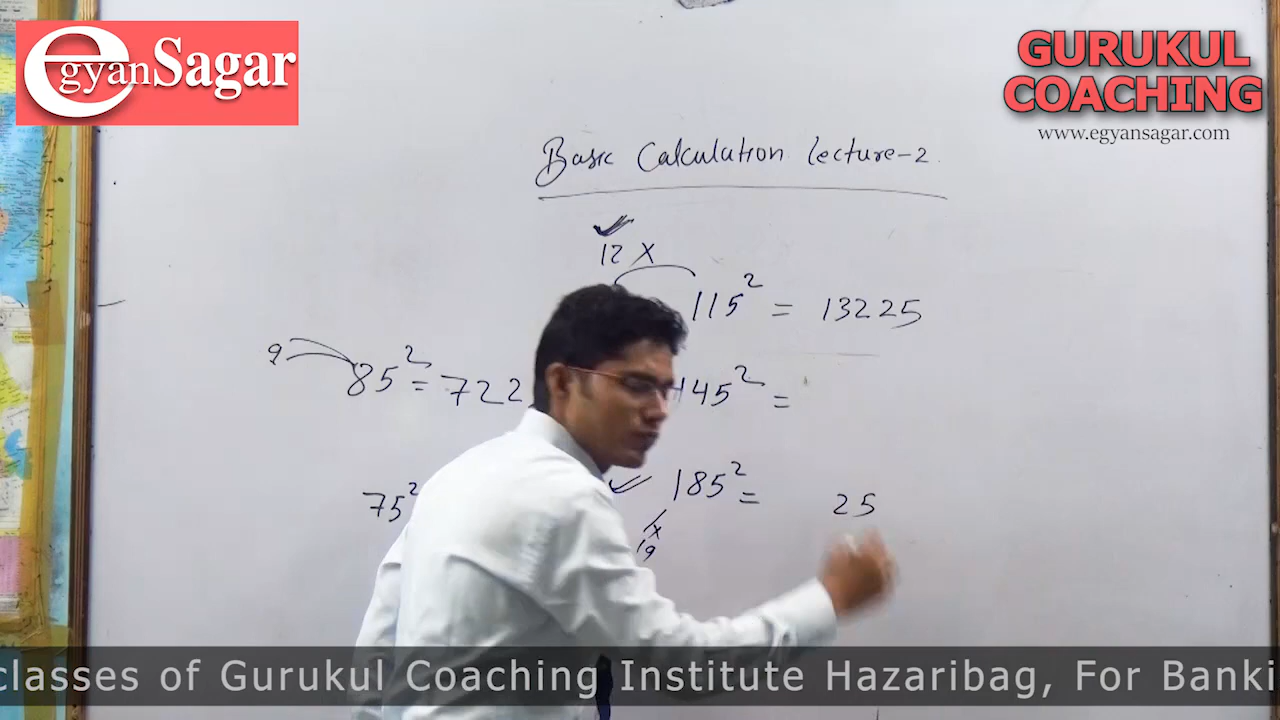 egyanSagar
GURUKUL
COACHING
www.egyansagar.com
Basic Calculation lecture-2.
12 x
115² = 13225
9
85² = 722
145² =
75²
185² = 25
x
19
classes of Gurukul Coaching Institute Hazaribag, For Banki